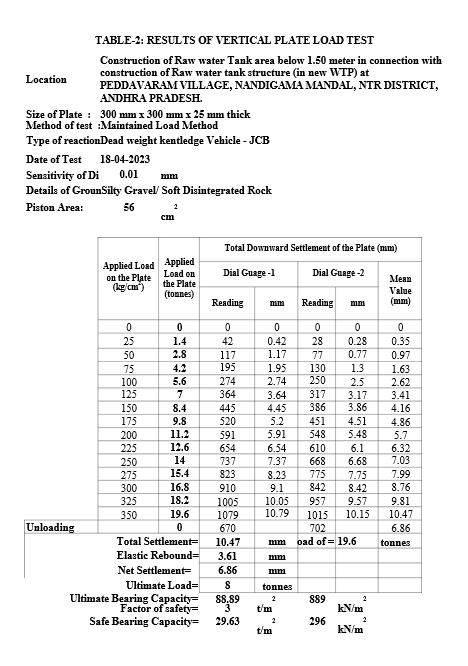 TABLE-2: RESULTS OF VERTICAL PLATE LOAD TEST
Construction of Raw water Tank area below 1.50 meter in connection with
construction of Raw water tank structure (in new WTP) at
Location
PEDDAVARAM VILLAGE, NANDIGAMA MANDAL, NTR DISTRICT,
ANDHRA PRADESH.
Size of Plate : 300 mm x 300 mm x 25 mm thick
Method of test :Maintained Load Method
Type of reactionDead weight kentledge Vehicle - JCB
Date of Test 18-04-2023
Sensitivity of Di 0.01 mm
Details of GrounSilty Gravel/ Soft Disintegrated Rock
Piston Area: 56 cm²
Applied Load on the Plate (kg/cm²)
Applied Load on the Plate (tonnes)
Total Downward Settlement of the Plate (mm)
Dial Guage -1 Dial Guage -2 Mean Value (mm)
Reading mm Reading mm
0 0 0 0 0 0 0
25 1.4 42 0.42 28 0.28 0.35
50 2.8 117 1.17 77 0.77 0.97
75 4.2 195 1.95 130 1.3 1.63
100 5.6 274 2.74 250 2.5 2.62
125 7 364 3.64 317 3.17 3.41
150 8.4 445 4.45 386 3.86 4.16
175 9.8 520 5.2 451 4.51 4.86
200 11.2 591 5.91 548 5.48 5.7
225 12.6 654 6.54 610 6.1 6.32
250 14 737 7.37 668 6.68 7.03
275 15.4 823 8.23 775 7.75 7.99
300 16.8 910 9.1 842 8.42 8.76
325 18.2 1005 10.05 957 9.57 9.81
350 19.6 1079 10.79 1015 10.15 10.47
Unloading 0 670 702 6.86
Total Settlement= 10.47 mm oad of = 19.6 tonnes
Elastic Rebound= 3.61 mm
Net Settlement= 6.86 mm
Ultimate Load= 8 tonnes
Ultimate Bearing Capacity= 88.89 t/m² 889 kN/m²
Factor of safety= 3
Safe Bearing Capacity= 29.63 t/m² 296 kN/m²